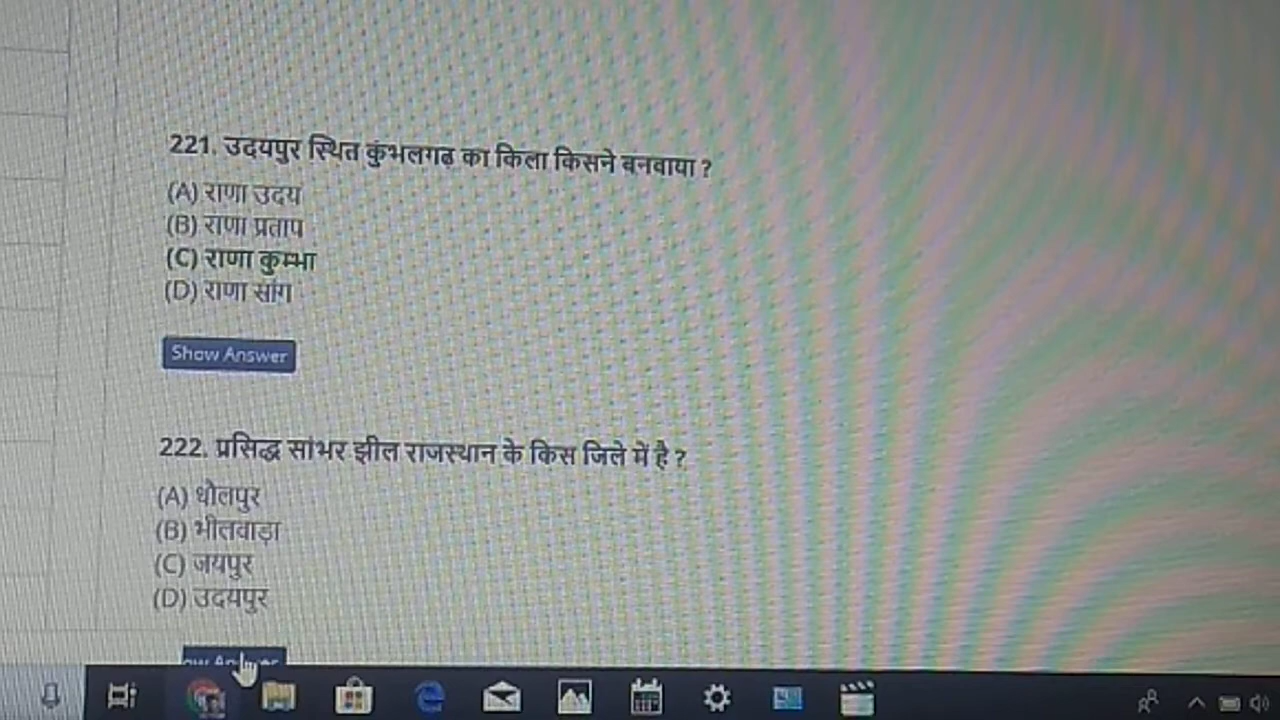 221. उदयपुर स्थित कुंभलगढ़ का किला किसने बनवाया ?
(A) राणा उदय
(B) राणा प्रताप
(C) राणा कुम्भा
(D) राणा सांग
Show Answer
222. प्रसिद्ध सांभर झील राजस्थान के किस जिले में है ?
(A) धौलपुर
(B) भीलवाड़ा
(C) जयपुर
(D) उदयपुर